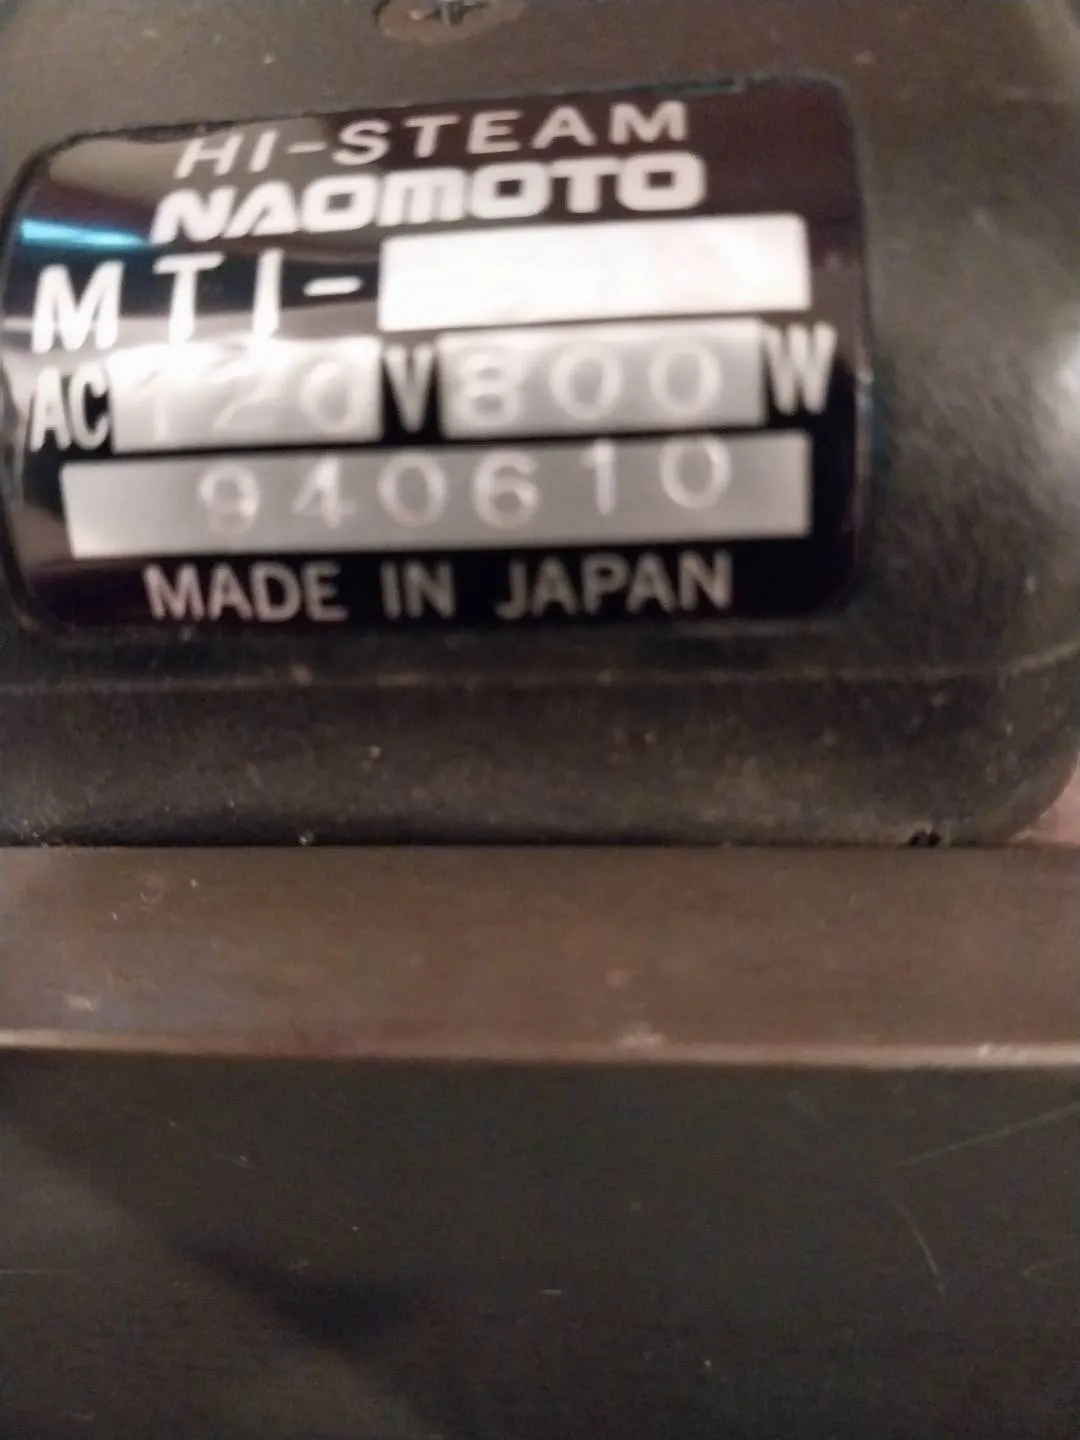 HI-STEAM
NAOMOTO
MTI-
AC 120 V 800 W
940610
MADE IN JAPAN